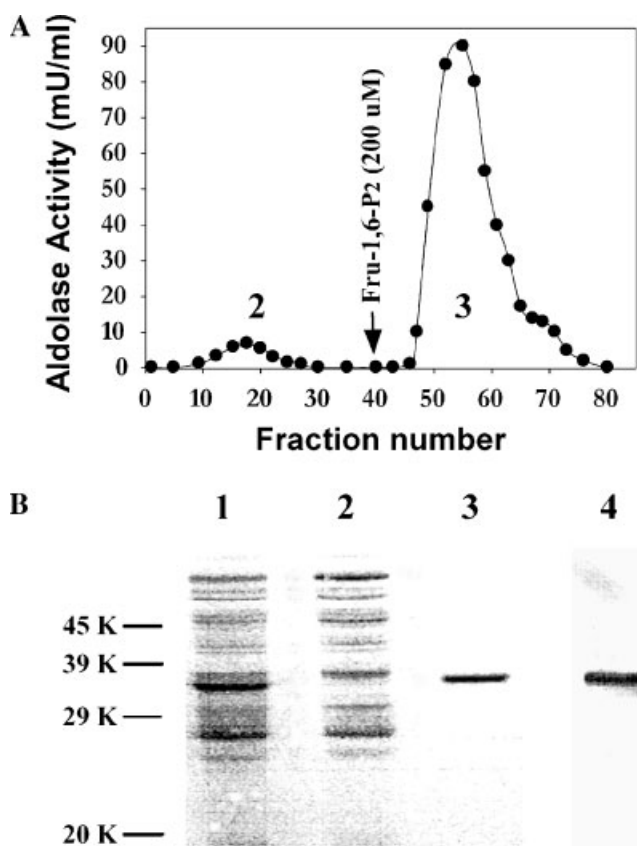 A
Aldolase Activity (mU/ml)
90
80
70
60
50
40
30
20
10
0
2
Fru-1,6-P2 (200 uM)
3
0 10 20 30 40 50 60 70 80
Fraction number
B
1 2 3 4
45 K
39 K
29 K
20 K